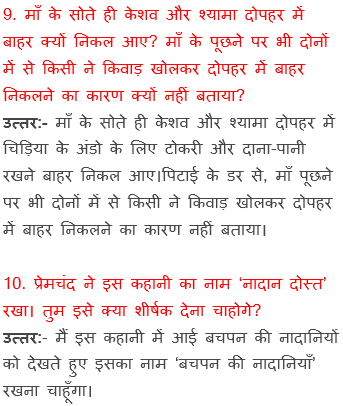 9. माँ के सोते ही केशव और श्यामा दोपहर में
बाहर क्यों निकल आए? माँ के पूछने पर भी दोनों
में से किसी ने किवाड़ खोलकर दोपहर में बाहर
निकलने का कारण क्यों नहीं बताया?
उत्तर:- माँ के सोते ही केशव और श्यामा दोपहर में
चिड़िया के अंडो के लिए टोकरी और दाना-पानी
रखने बाहर निकल आए।पिटाई के डर से, माँ पूछने
पर भी दोनों में से किसी ने किवाड़ खोलकर दोपहर
में बाहर निकलने का कारण नहीं बताया।
10. प्रेमचंद ने इस कहानी का नाम ‘नादान दोस्त’
रखा। तुम इसे क्या शीर्षक देना चाहोगे?
उत्तर:- मैं इस कहानी में आई बचपन की नादानियों
को देखते हुए इसका नाम ‘बचपन की नादानियाँ’
रखना चाहूँगा।